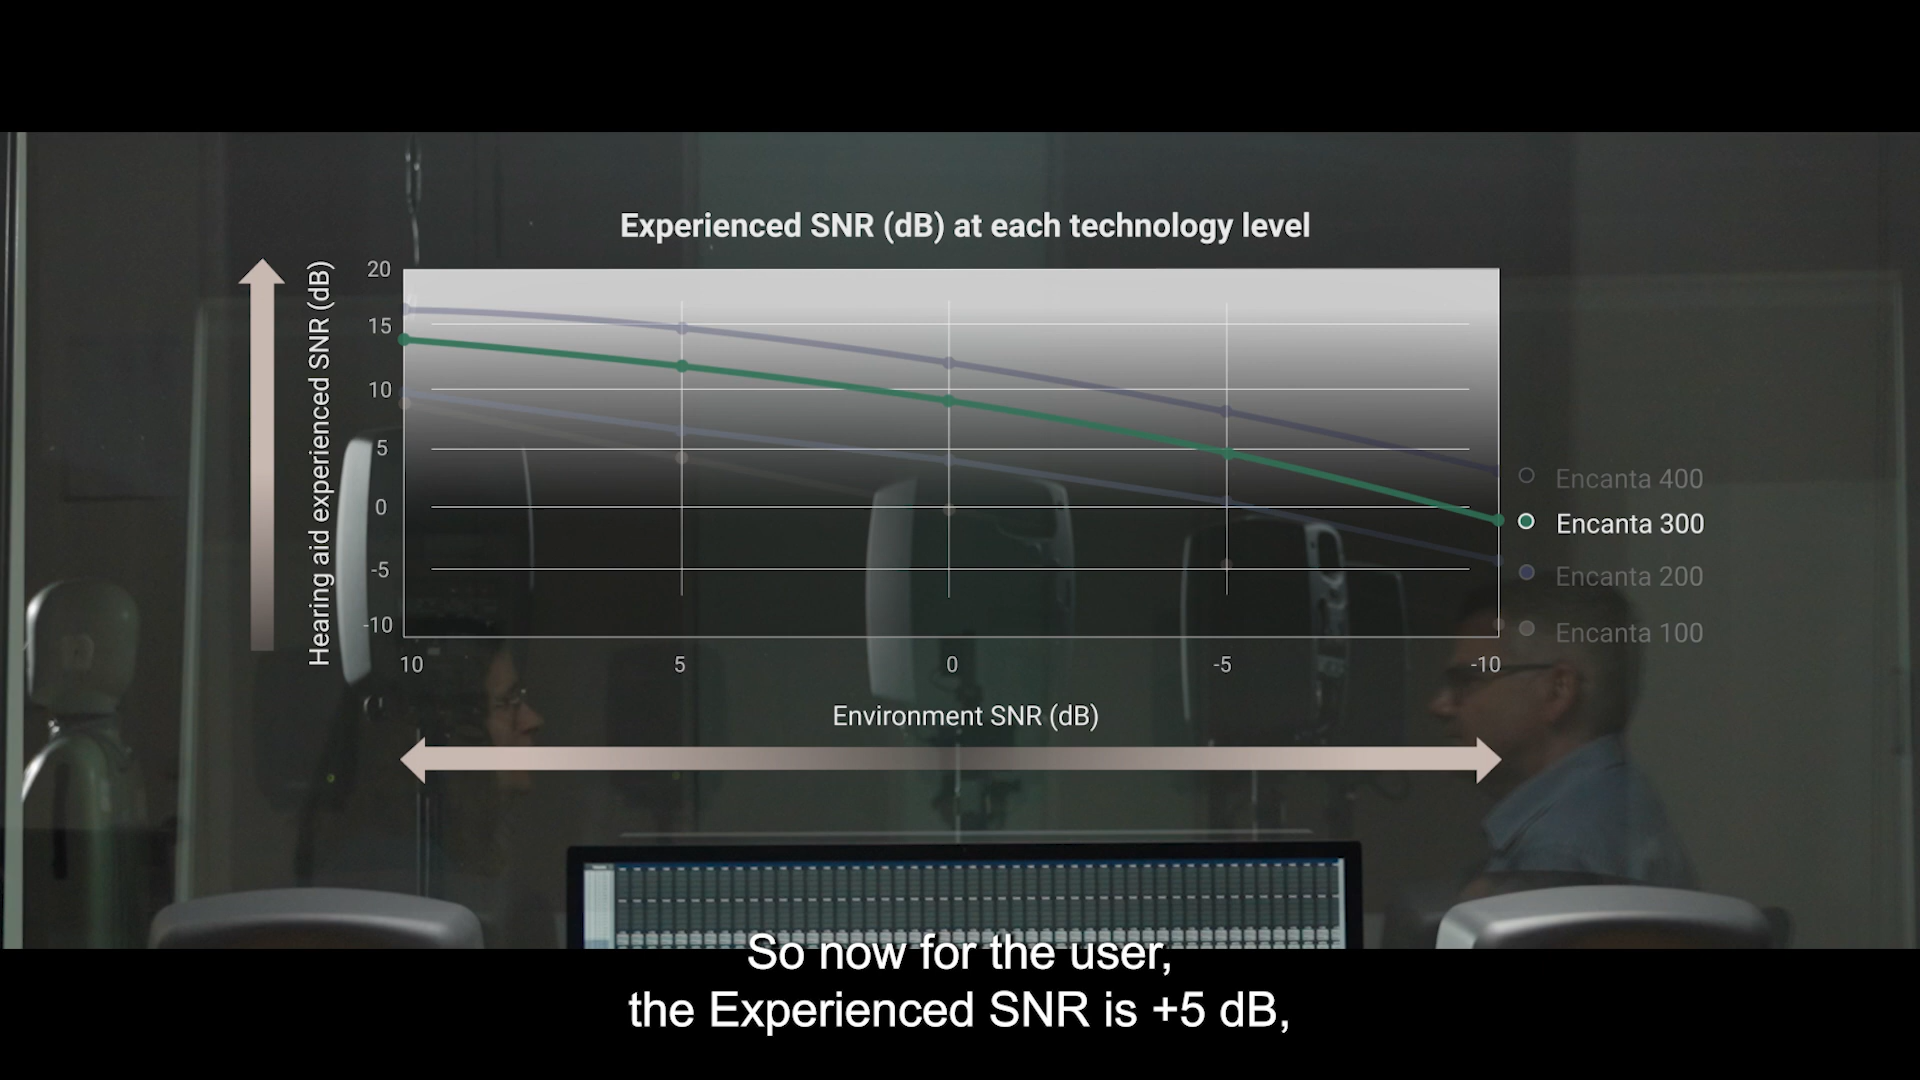 Experienced SNR (dB) at each technology level
Hearing aid experienced SNR (dB)
20
15
10
5
0
-5
-10
10
5
0
-5
-10
Environment SNR (dB)
Encanta 400
Encanta 300
Encanta 200
Encanta 100
So now for the user,
the Experienced SNR is +5 dB,